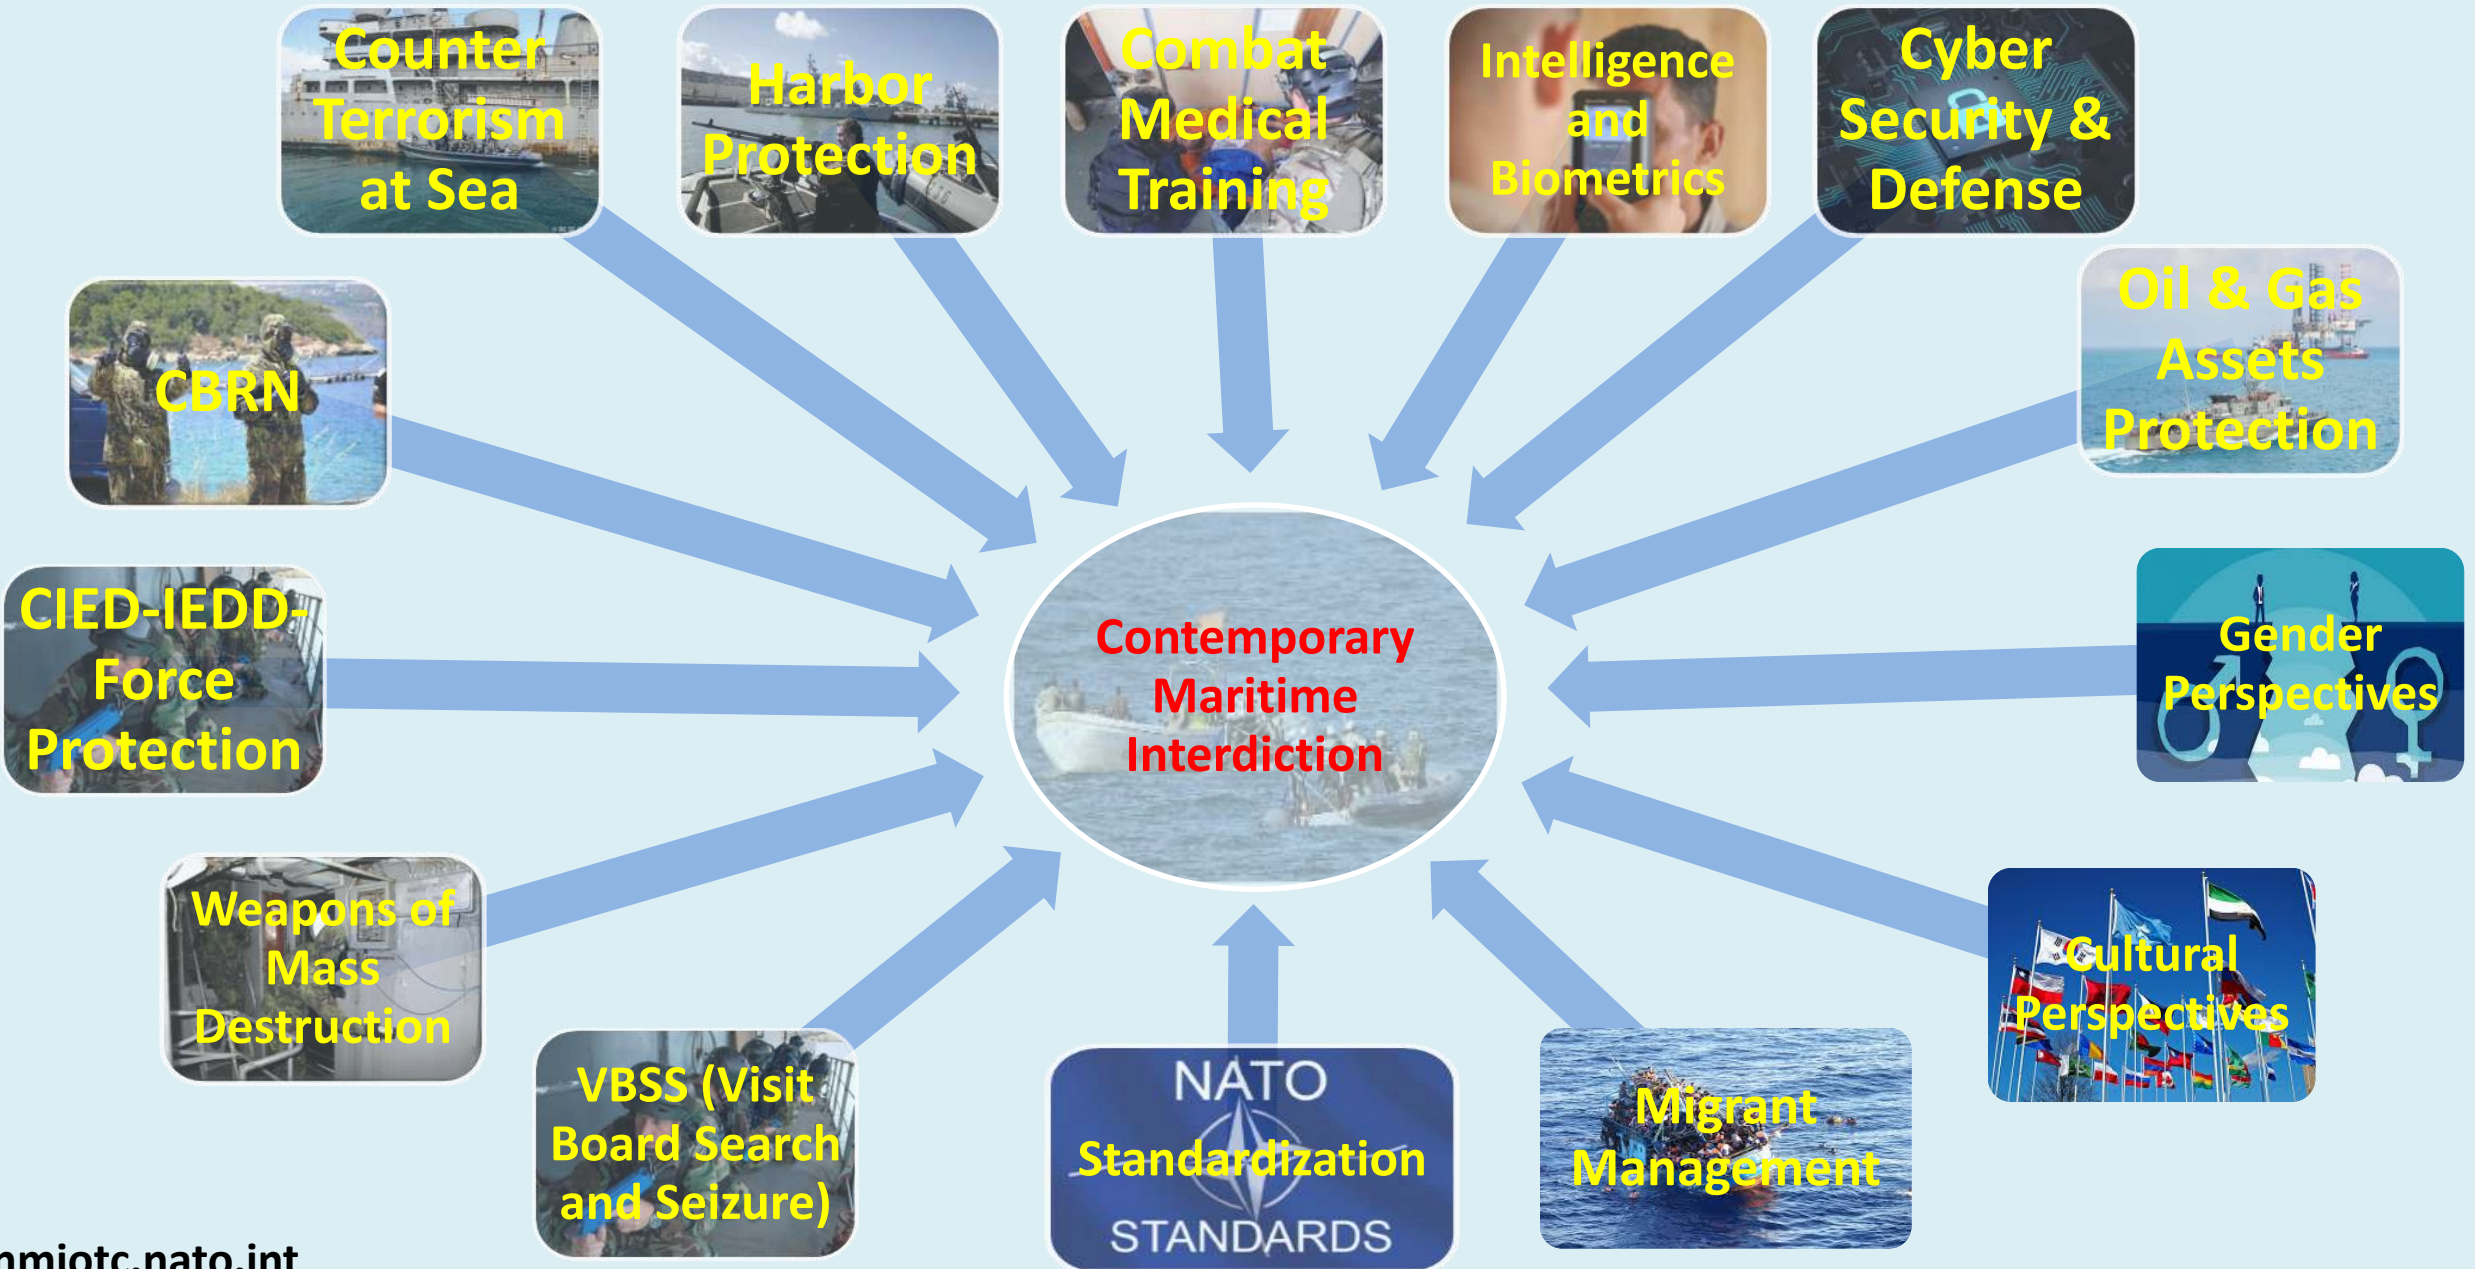 Counter
Terrorism
at Sea
Harbor
Protection
Combat
Medical
Training
Intelligence
and
Biometrics
Cyber
Security &
Defense
Oil & Gas
Assets
Protection
CBRN
CIED-IEDD-
Force
Protection
Contemporary
Maritime
Interdiction
Gender
Perspectives
Weapons of
Mass
Destruction
Cultural
Perspectives
VBSS (Visit
Board Search
and Seizure)
NATO
Standardization
STANDARDS
Migrant
Management
nmiotc.nato.int